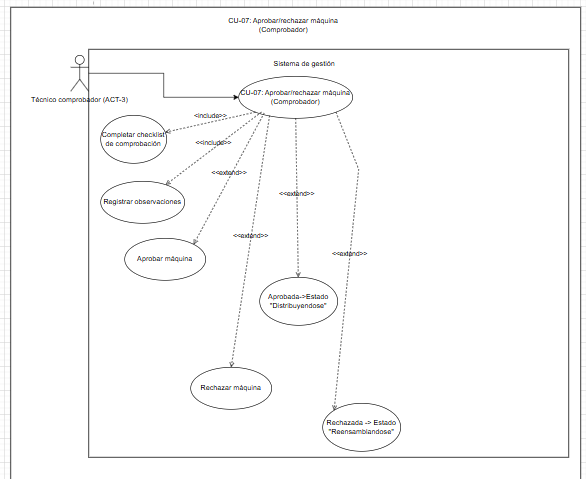 CU-07: Aprobar/rechazar máquina
(Comprobador)
Sistema de gestión
Técnico comprobador (ACT-3)
CU-07: Aprobar/rechazar máquina
(Comprobador)
<include>>
Completar checklist
de comprobación
<<include>>
<<extend>>
Registrar observaciones
<<extend>>
<<extend>>
<<extend>>
Aprobar máquina
Aprobada->Estado
"Distribuyendose"
Rechazar máquina
Rechazada -> Estado
"Reensamblandose"